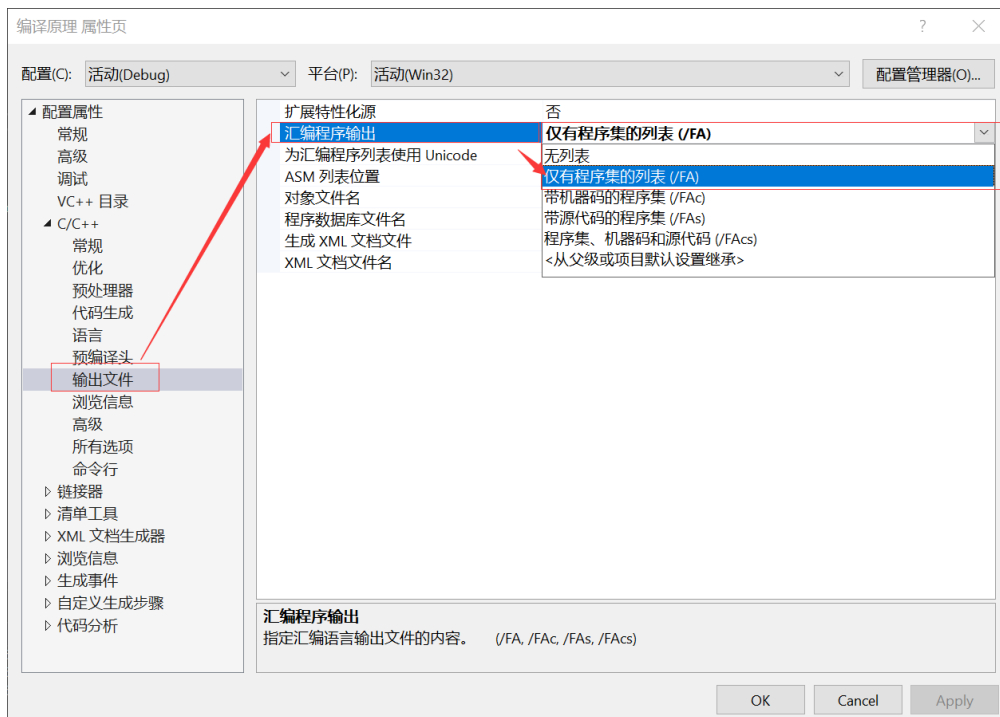 编译原理 属性页
配置(C): 活动(Debug) 平台(P): 活动(Win32) 配置管理器(O)...
配置属性
常规
高级
调试
VC++ 目录
C/C++
常规
优化
预处理器
代码生成
语言
预编译头
输出文件
浏览信息
高级
所有选项
命令行
链接器
清单工具
XML 文档生成器
浏览信息
生成事件
自定义生成步骤
代码分析
扩展特性化源 否
汇编程序输出 仅有程序集的列表 (/FA)
为汇编程序列表使用 Unicode
ASM 列表位置
对象文件名
程序数据库文件名
生成 XML 文档文件
XML 文档文件名
无列表
仅有程序集的列表 (/FA)
带机器码的程序集 (/FAc)
带源代码的程序集 (/FAs)
程序集、机器码和源代码 (/FAcs)
<从父级或项目默认设置继承>
汇编程序输出
指定汇编语言输出文件的内容。 (/FA, /FAc, /FAs, /FAcs)
OK Cancel Apply